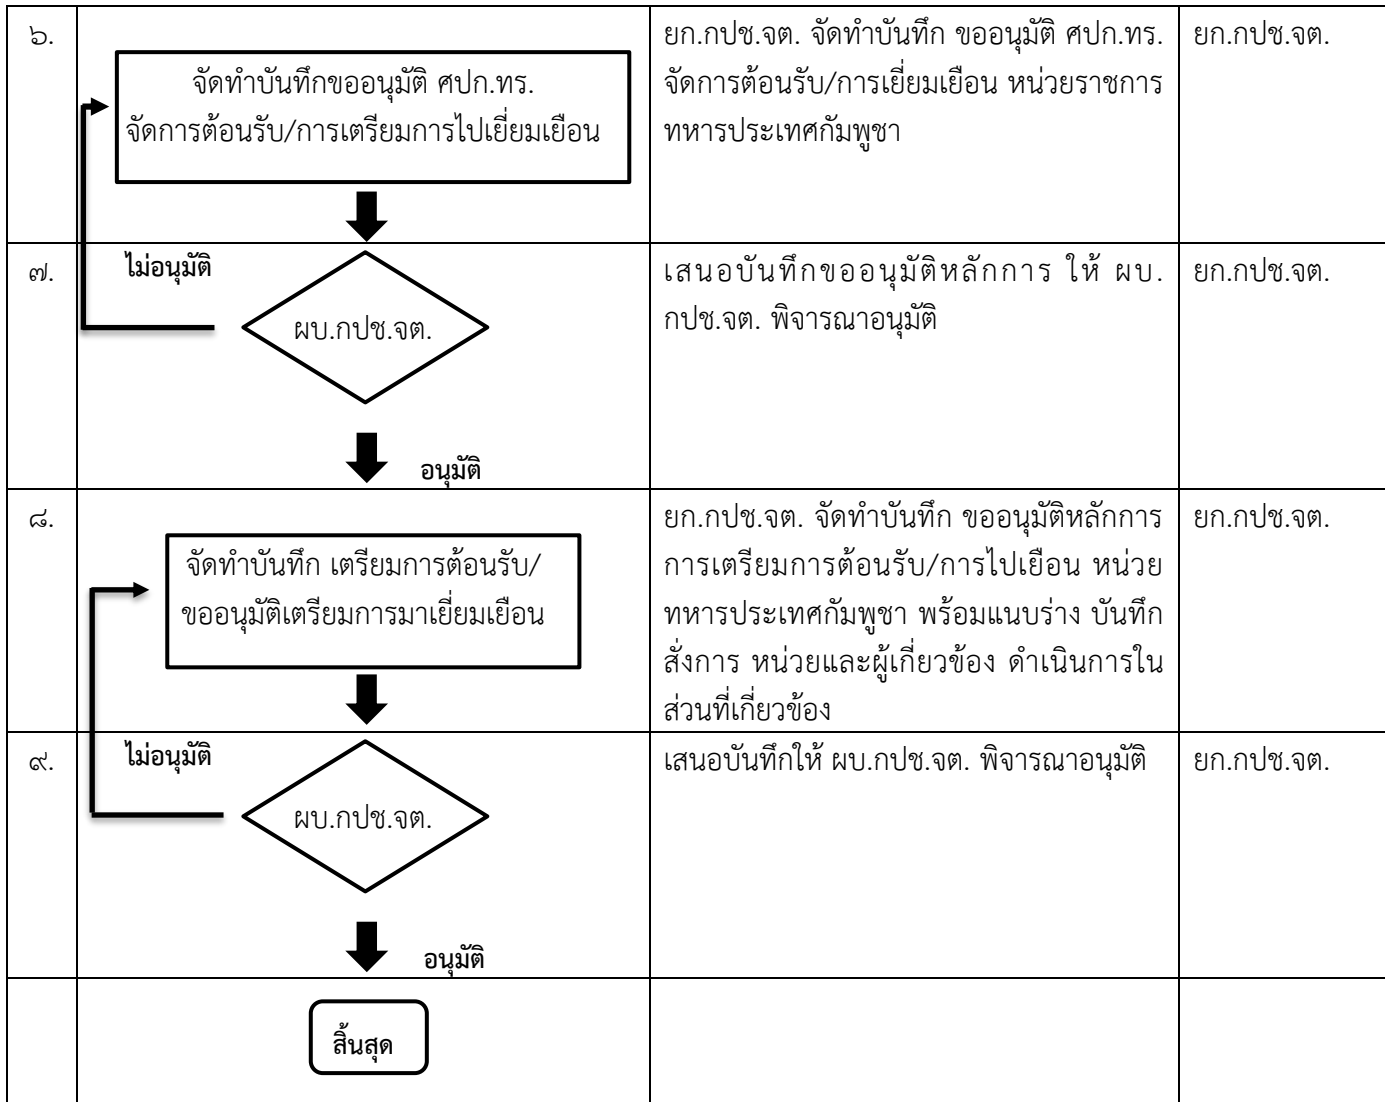 ๖.
จัดทำบันทึกขออนุมัติ ศปก.ทร.
จัดการต้อนรับ/การเตรียมการไปเยี่ยมเยือน
ยก.กปช.จต. จัดทำบันทึก ขออนุมัติ ศปก.ทร.
จัดการต้อนรับ/การเยี่ยมเยือน หน่วยราชการ
ทหารประเทศกัมพูชา
ยก.กปช.จต.
๗.
ไม่อนุมัติ
ผบ.กปช.จต.
อนุมัติ
เสนอบันทึกขออนุมัติหลักการ ให้ ผบ.
กปช.จต. พิจารณาอนุมัติ
ยก.กปช.จต.
๘.
จัดทำบันทึก เตรียมการต้อนรับ/
ขออนุมัติเตรียมการมาเยี่ยมเยือน
ยก.กปช.จต. จัดทำบันทึก ขออนุมัติหลักการ
การเตรียมการต้อนรับ/การไปเยือน หน่วย
ทหารประเทศกัมพูชา พร้อมแนบร่าง บันทึก
สั่งการ หน่วยและผู้เกี่ยวข้อง ดำเนินการใน
ส่วนที่เกี่ยวข้อง
ยก.กปช.จต.
๙.
ไม่อนุมัติ
ผบ.กปช.จต.
อนุมัติ
เสนอบันทึกให้ ผบ.กปช.จต. พิจารณาอนุมัติ
ยก.กปช.จต.
สิ้นสุด